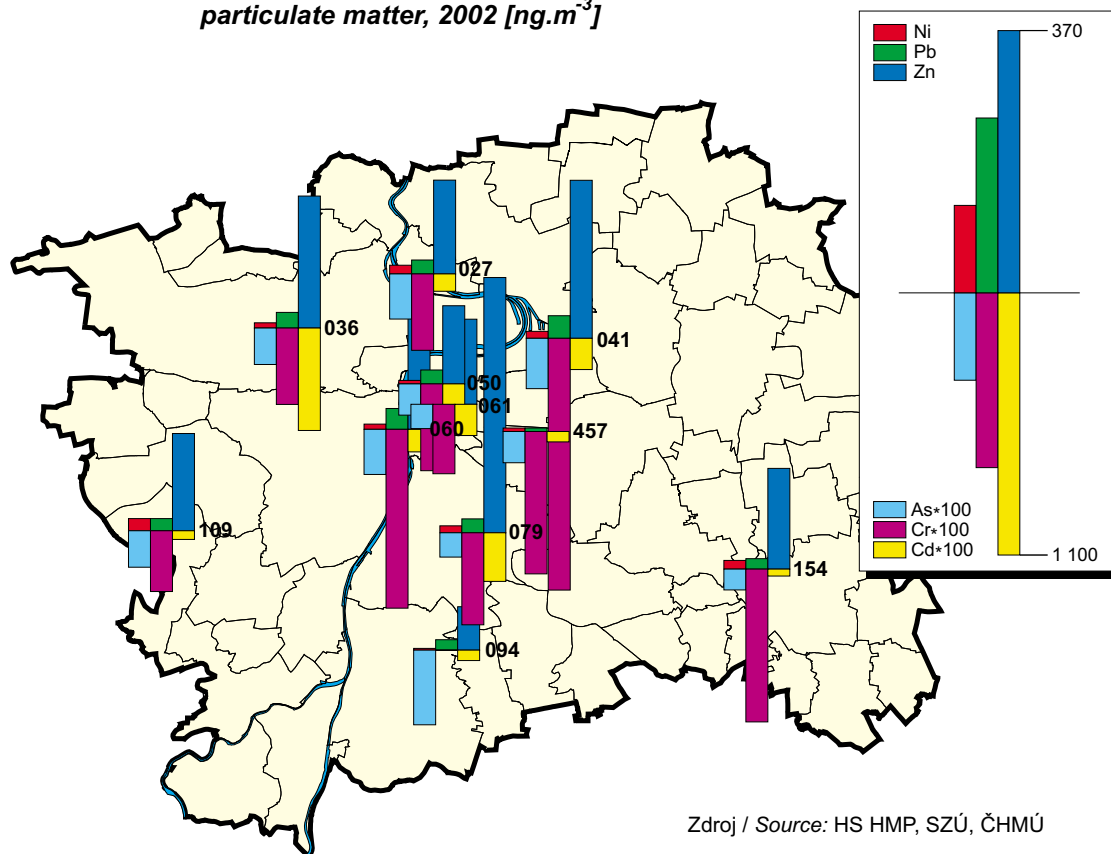 particulate matter, 2002 [ng.m-3]
Ni
Pb
Zn
370
027
036
041
050
061
060
457
109
079
154
094
As*100
Cr*100
Cd*100
1 100
Zdroj / Source: HS HMP, SZÚ, ČHMÚ